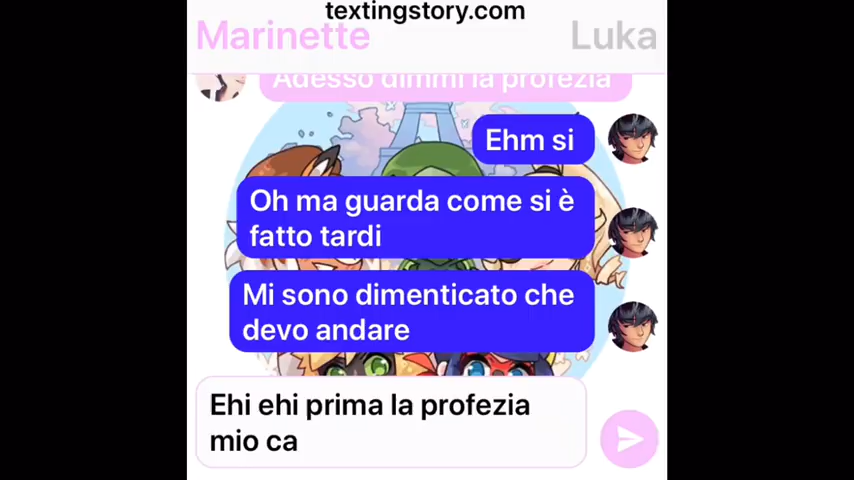 textingstory.com
Marinette Luka
Adesso dimmi la profezia
Ehm si
Oh ma guarda come si è
fatto tardi
Mi sono dimenticato che
devo andare
Ehi ehi prima la profezia
mio ca